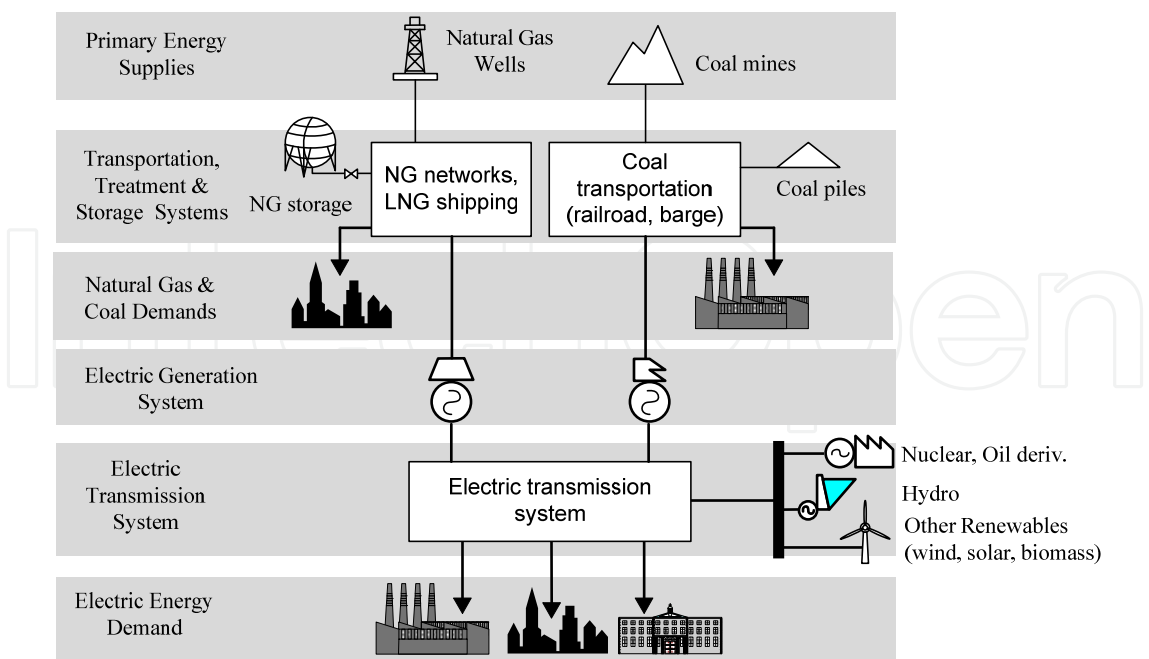 Primary Energy
Supplies
Natural Gas
Wells
Coal mines
Transportation,
Treatment &
Storage Systems
NG storage
NG networks,
LNG shipping
Coal
transportation
(railroad, barge)
Coal piles
Natural Gas &
Coal Demands
Electric Generation
System
Electric
Transmission
System
Electric transmission
system
Nuclear, Oil deriv.
Hydro
Other Renewables
(wind, solar, biomass)
Electric Energy
Demand